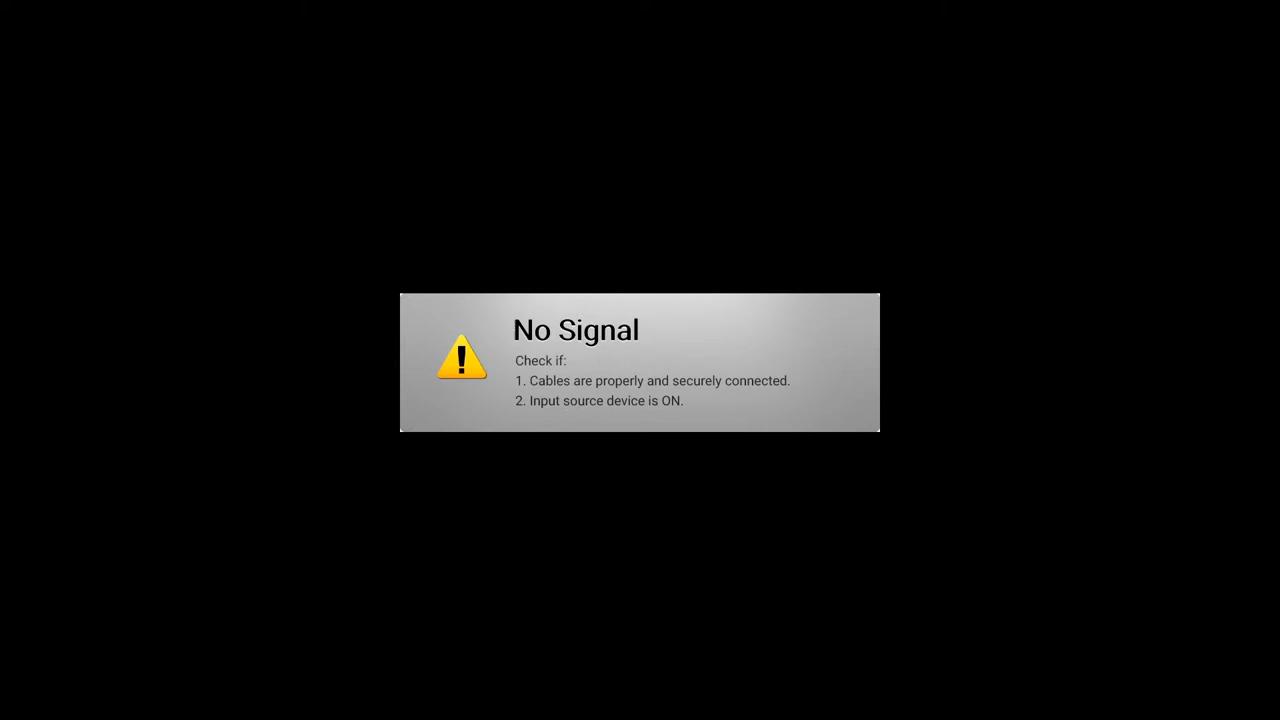 No Signal
Check if:
1. Cables are properly and securely connected.
2. Input source device is ON.